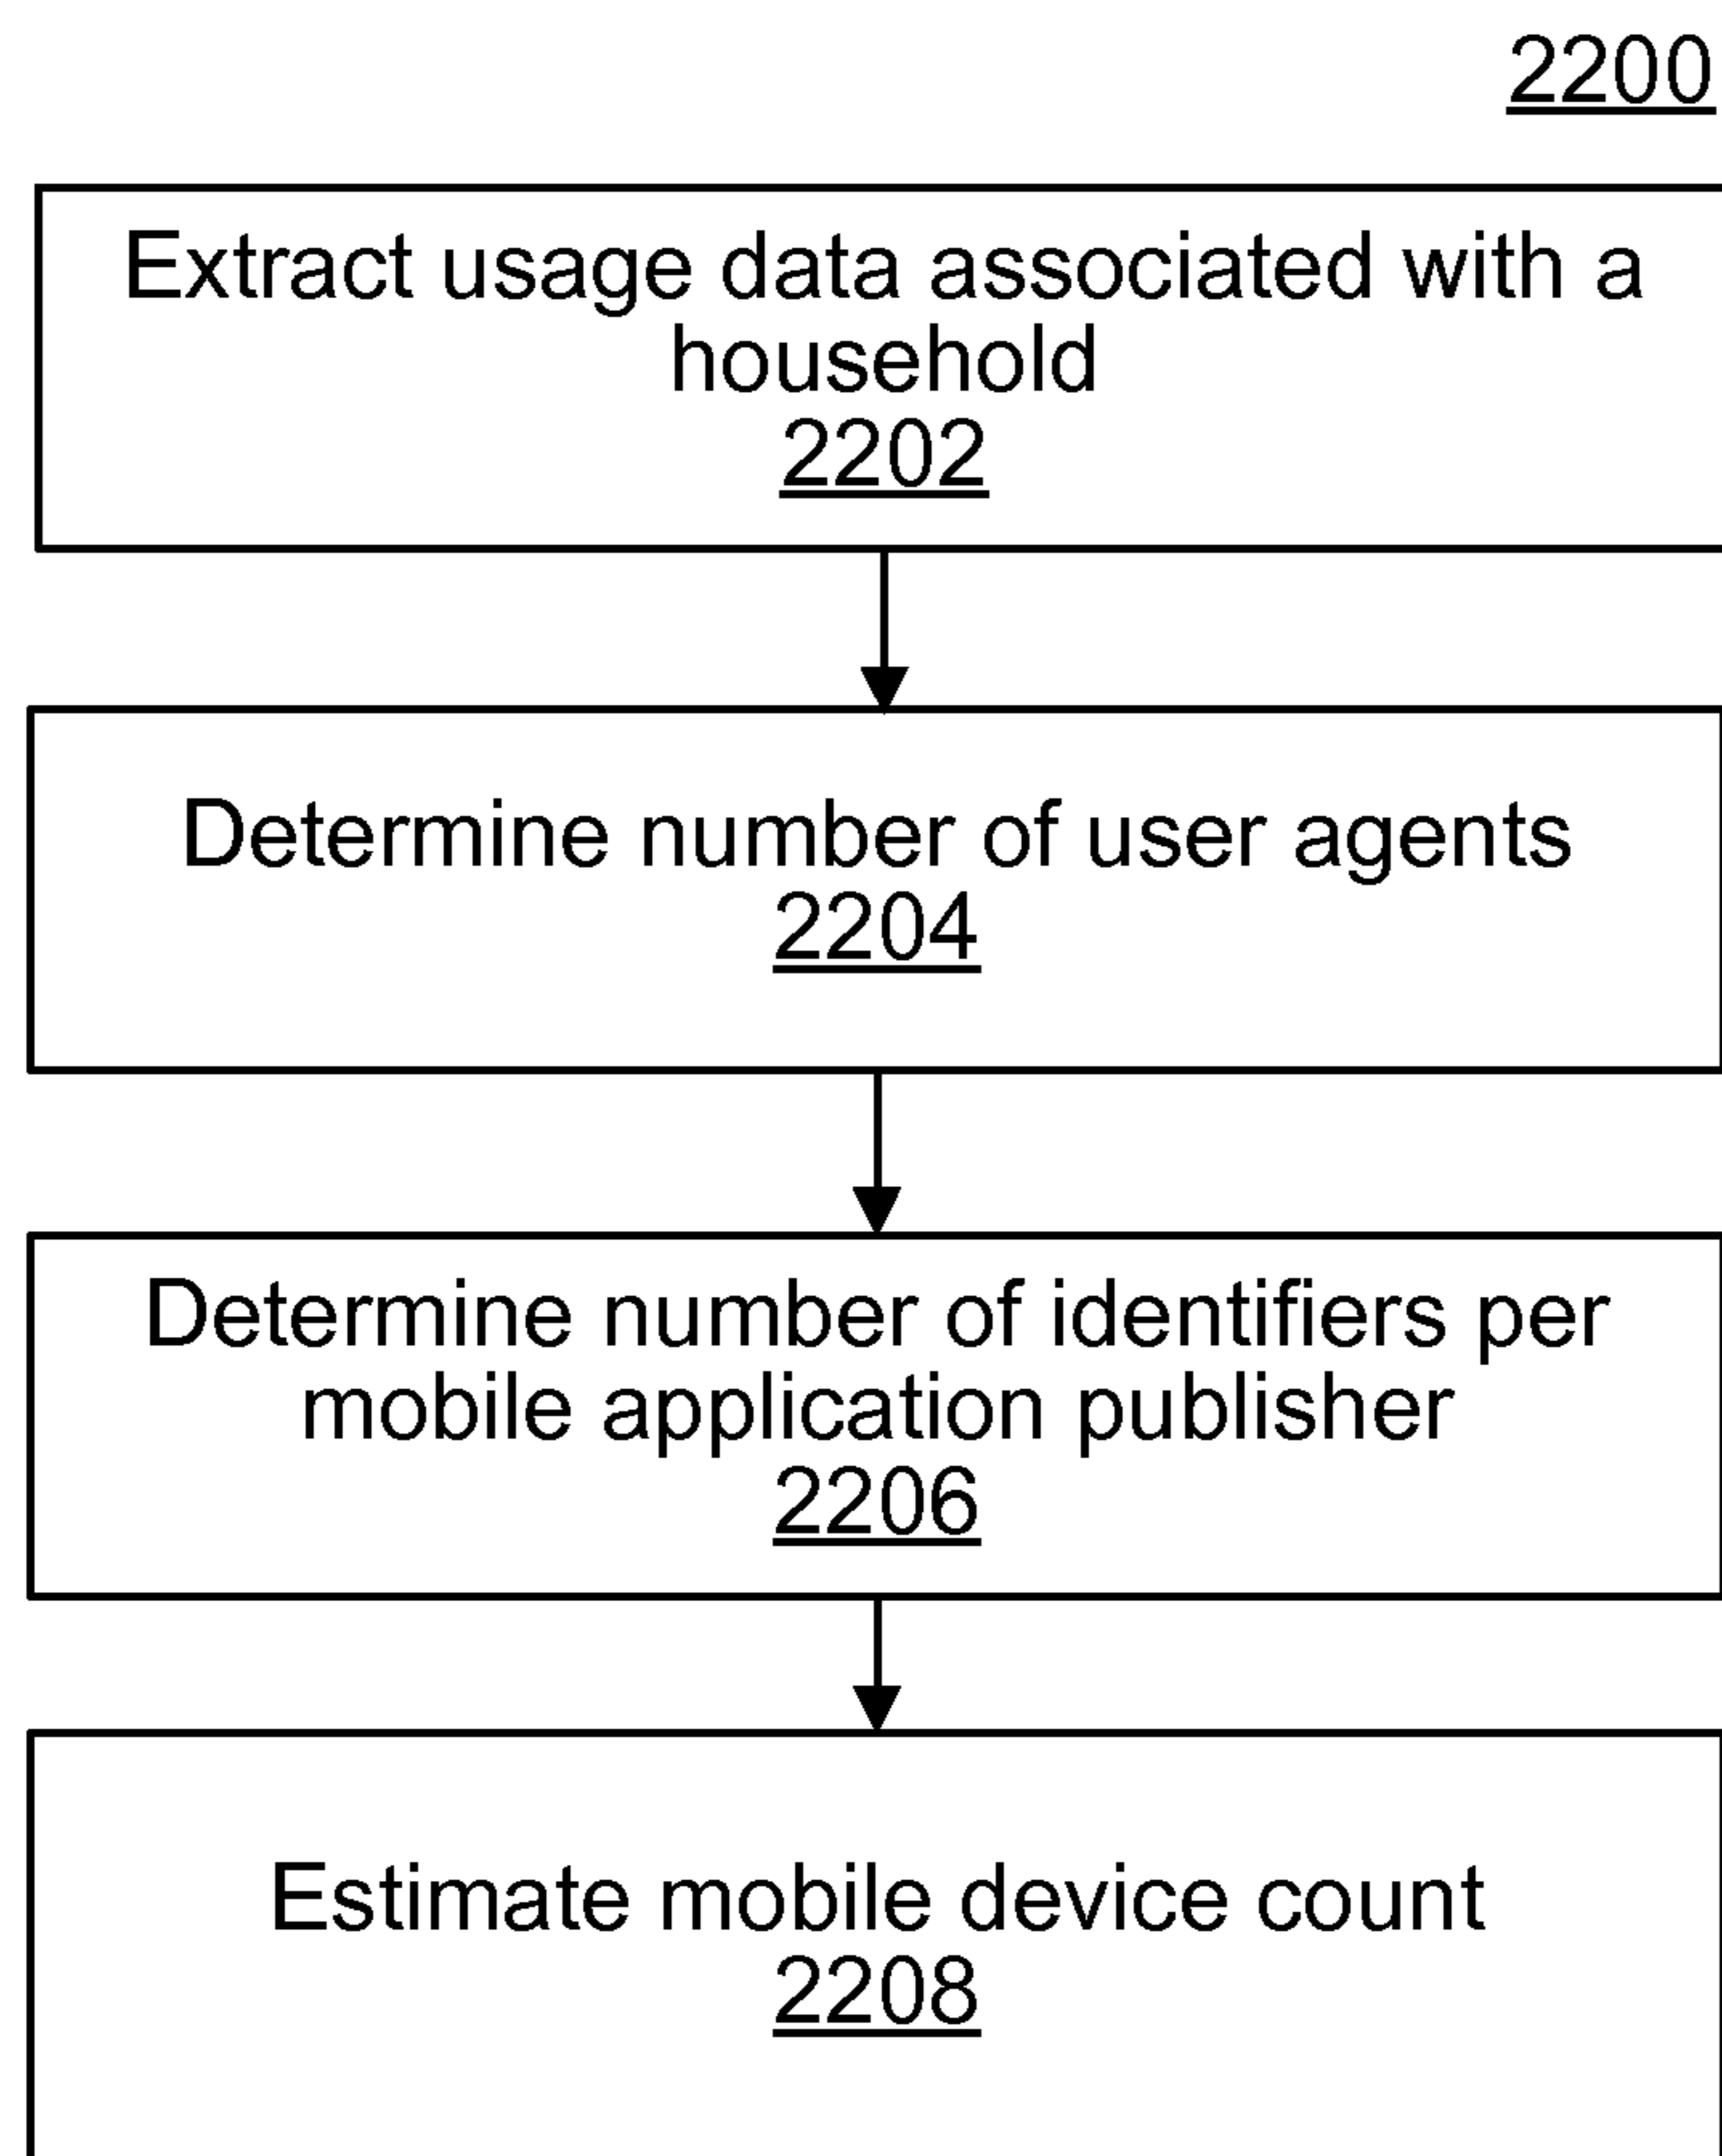 2200
Extract usage data associated with a
household
2202
Determine number of user agents
2204
Determine number of identifiers per
mobile application publisher
2206
Estimate mobile device count
2208